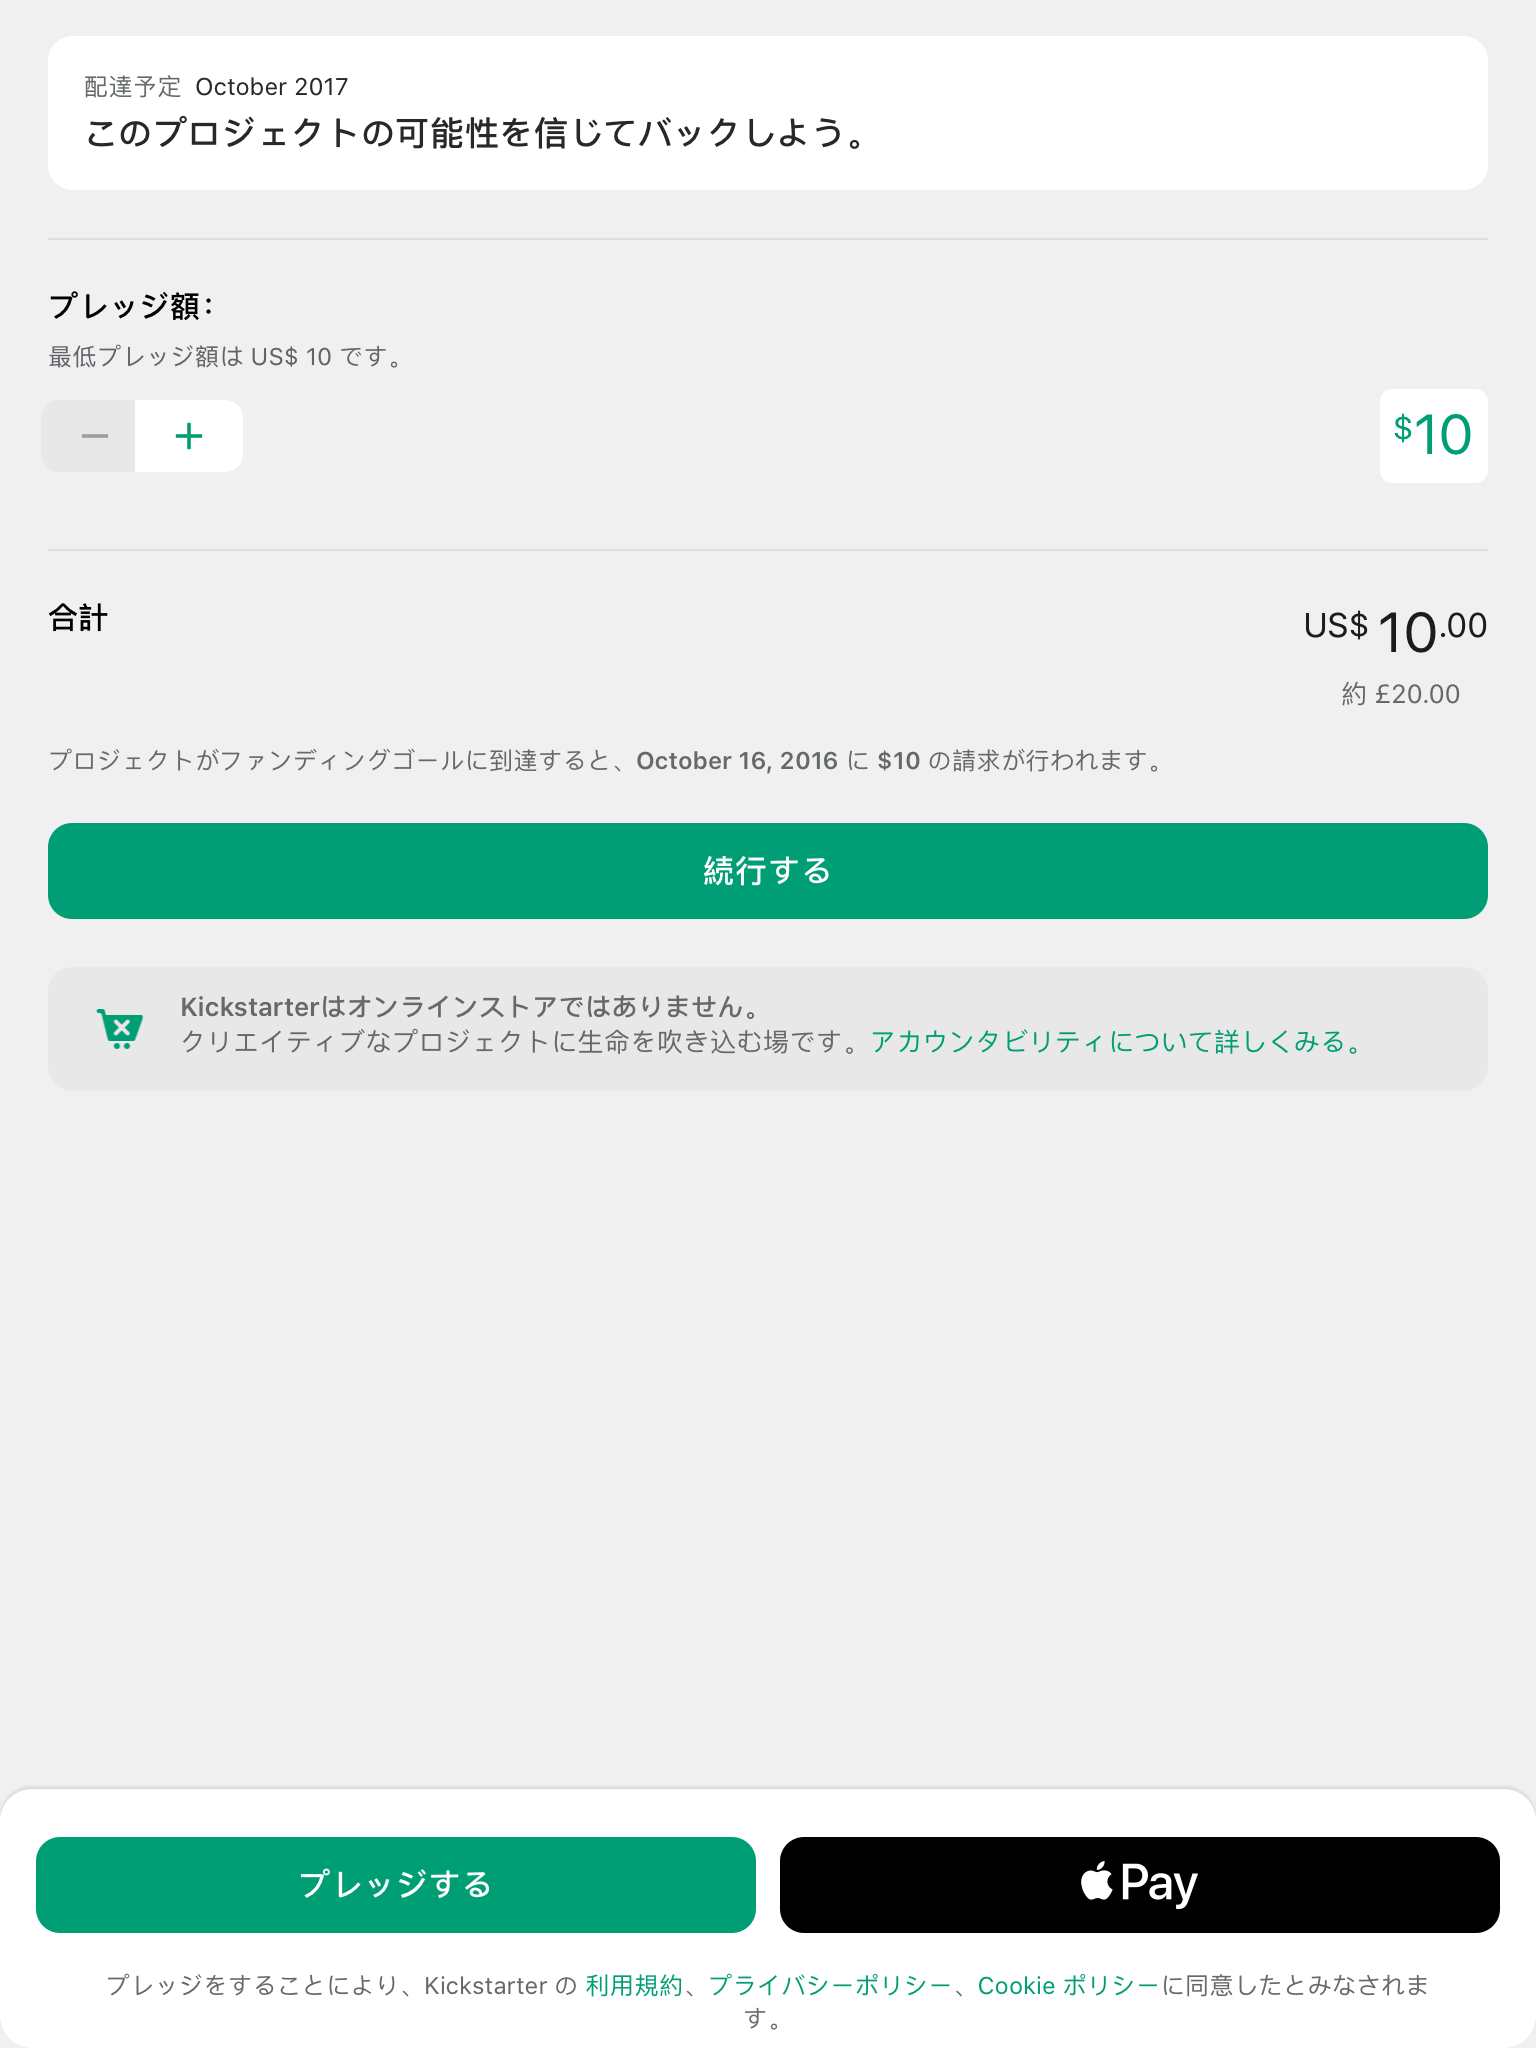 配達予定 October 2017
このプロジェクトの可能性を信じてバックしよう。
プレッジ額:
最低プレッジ額は US$ 10 です。
$10
合計
US$ 10.00
約 £20.00
プロジェクトがファンディングゴールに到達すると、October 16, 2016 に $10 の請求が行われます。
続行する
Kickstarterはオンラインストアではありません。
クリエイティブなプロジェクトに生命を吹き込む場です。アカウンタビリティについて詳しくみる。
プレッジする
Pay
プレッジをすることにより、Kickstarter の 利用規約、プライバシーポリシー、Cookie ポリシーに同意したとみなされま
す。